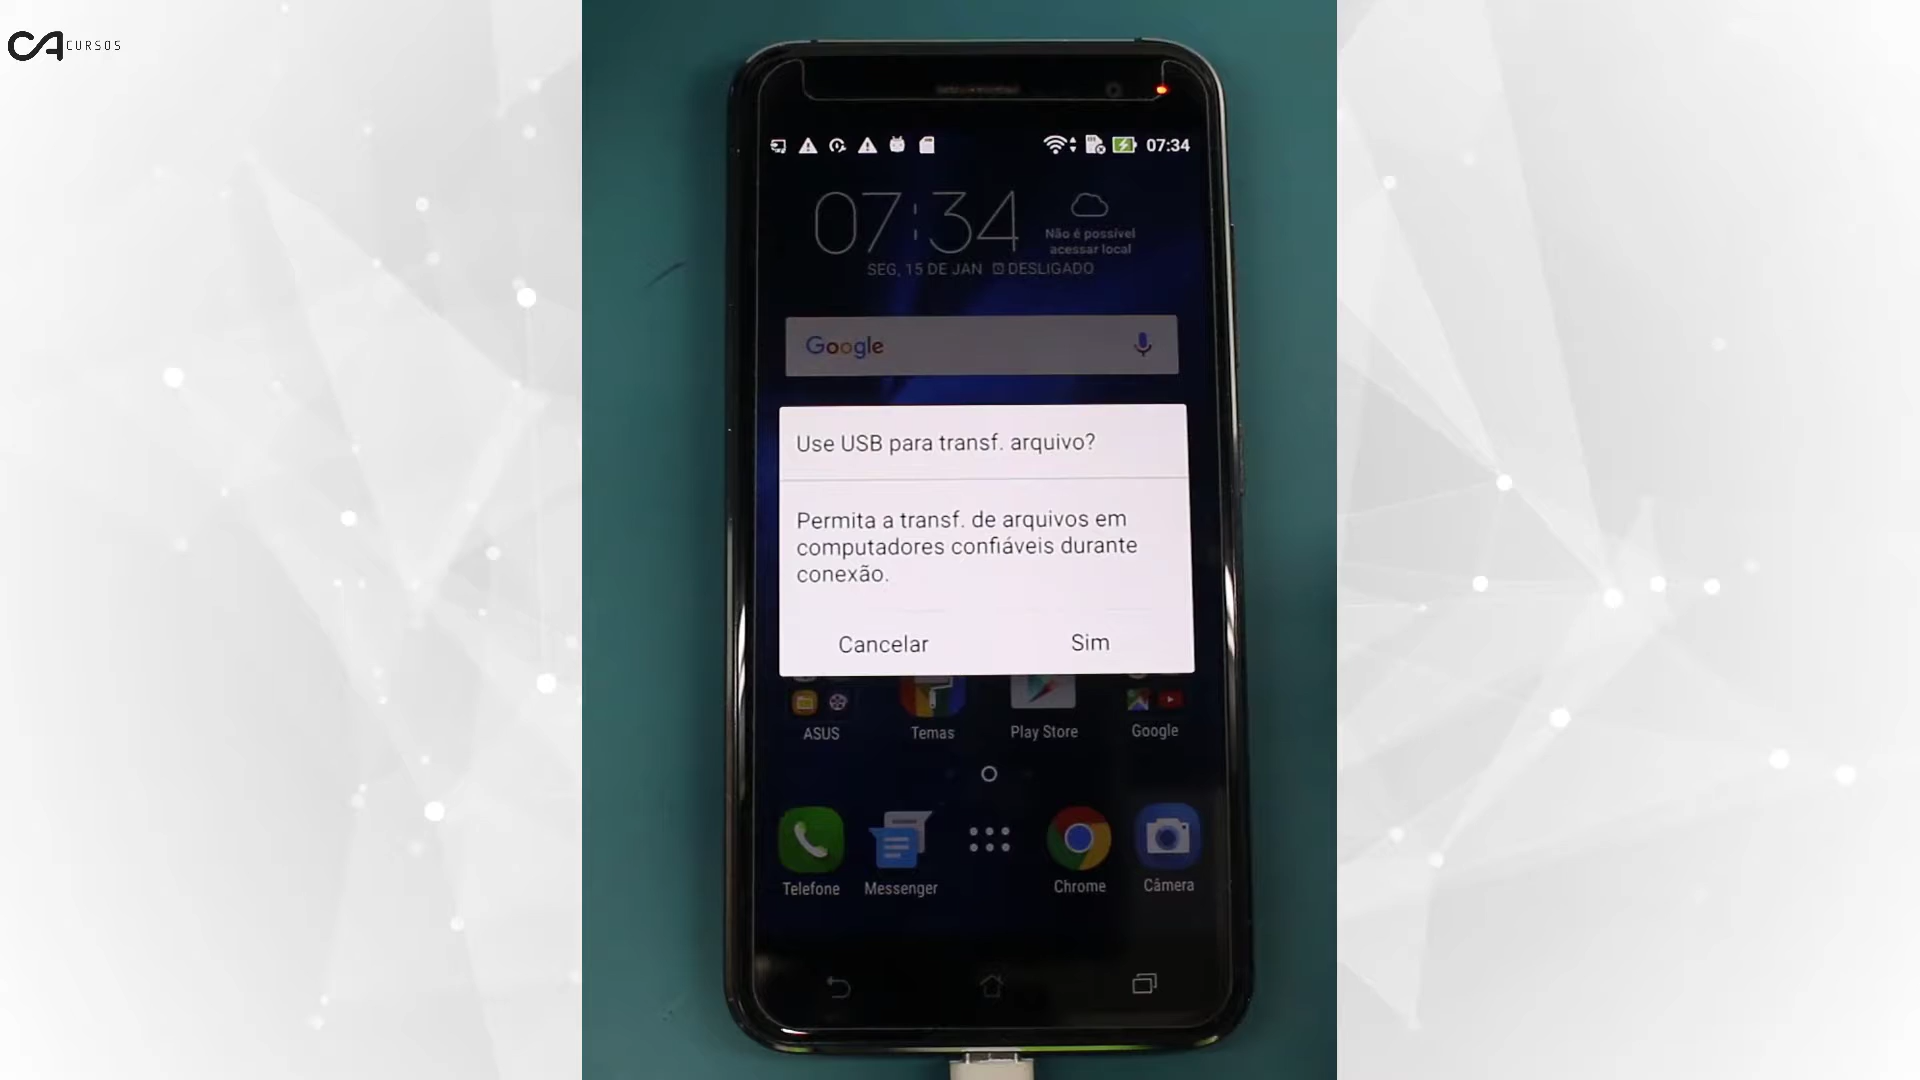 CA CURSOS
07:34
07:34
Não é possível
acessar local
SEG, 15 DE JAN DESLIGADO
Google
Use USB para transf. arquivo?
Permita a transf. de arquivos em
computadores confiáveis durante
conexão.
Cancelar Sim
ASUS Temas Play Store Google
Telefone Messenger Chrome Câmera